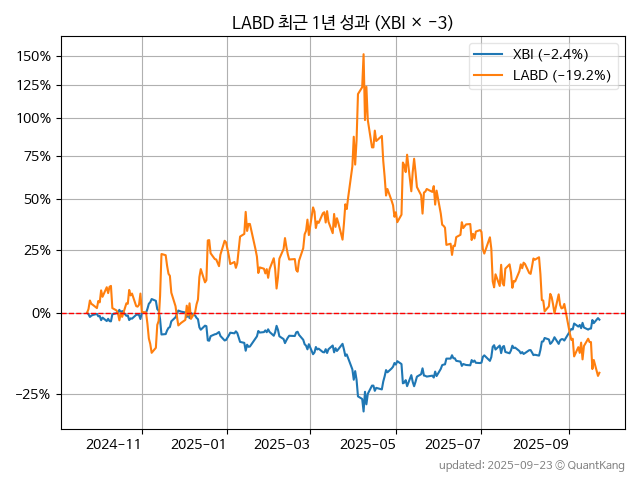 LABD 최근 1년 성과 (XBI × −3)
XBI (−2.4%)
LABD (−19.2%)
150%
125%
100%
75%
50%
25%
0%
−25%
2024-11 2025-01 2025-03 2025-05 2025-07 2025-09
updated: 2025-09-23 ⓒ QuantKang